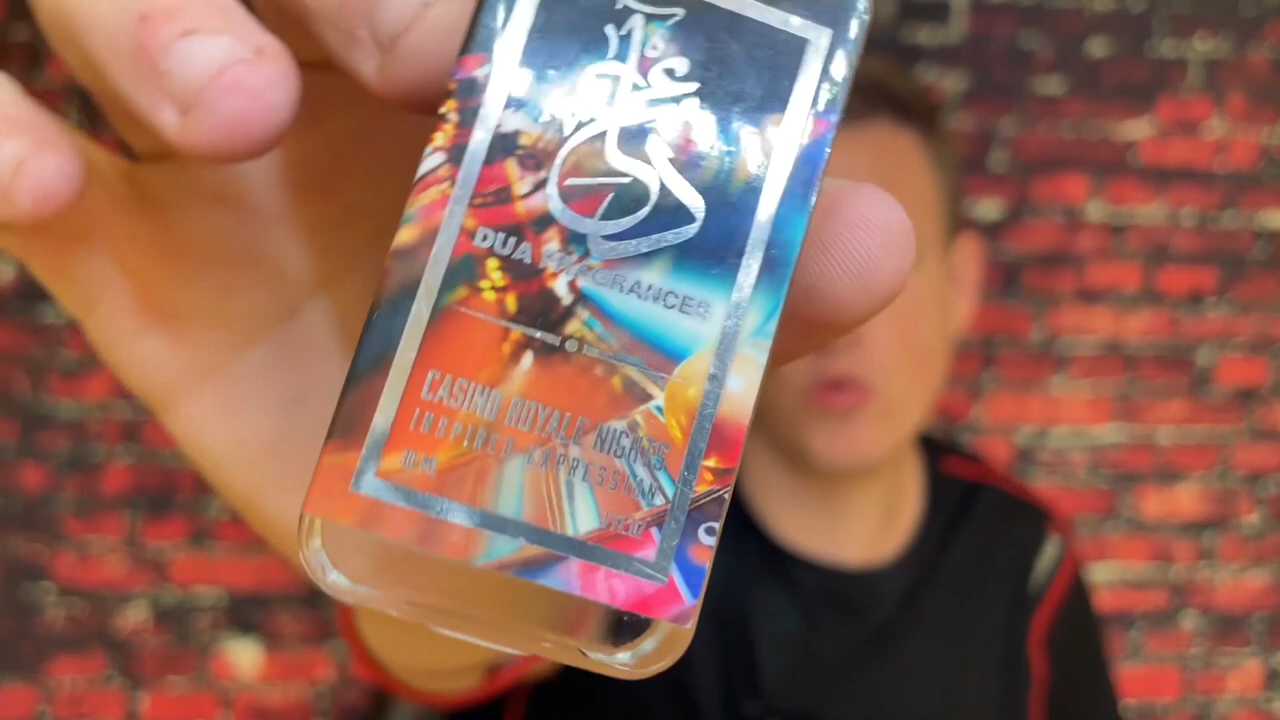 DUA FRAGRANCES
CASINO ROYALE NIGHTS
INSPIRED EXPRESSION